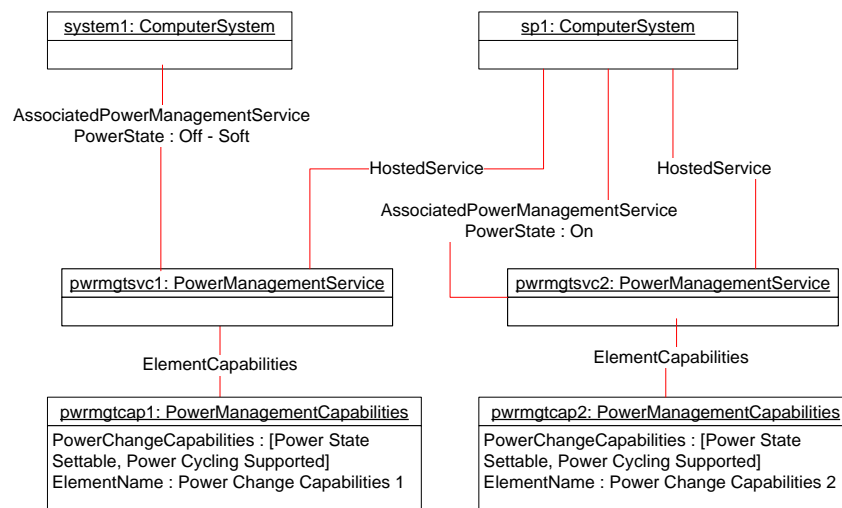 system1: ComputerSystem
sp1: ComputerSystem
AssociatedPowerManagementService
PowerState : Off - Soft
HostedService
HostedService
AssociatedPowerManagementService
PowerState : On
pwrmgtsvc1: PowerManagementService
pwrmgtsvc2: PowerManagementService
ElementCapabilities
ElementCapabilities
pwrmgtcap1: PowerManagementCapabilities
PowerChangeCapabilities : [Power State
Settable, Power Cycling Supported]
ElementName : Power Change Capabilities 1
pwrmgtcap2: PowerManagementCapabilities
PowerChangeCapabilities : [Power State
Settable, Power Cycling Supported]
ElementName : Power Change Capabilities 2